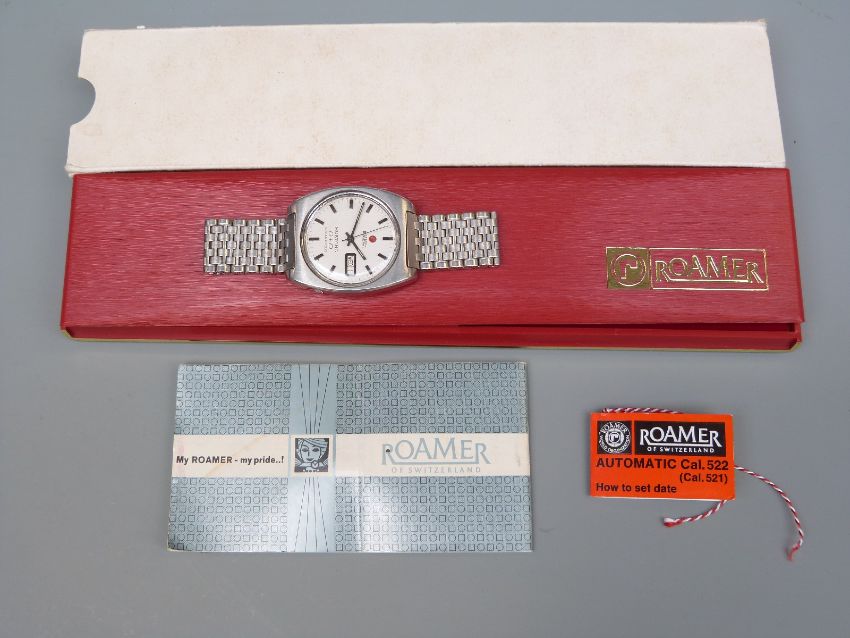 ROAMER
My ROAMER - my pride..!
ROAMER
OF SWITZERLAND
ROAMER
ROAMER
OF SWITZERLAND
AUTOMATIC Cal. 522
(Cal. 521)
How to set date